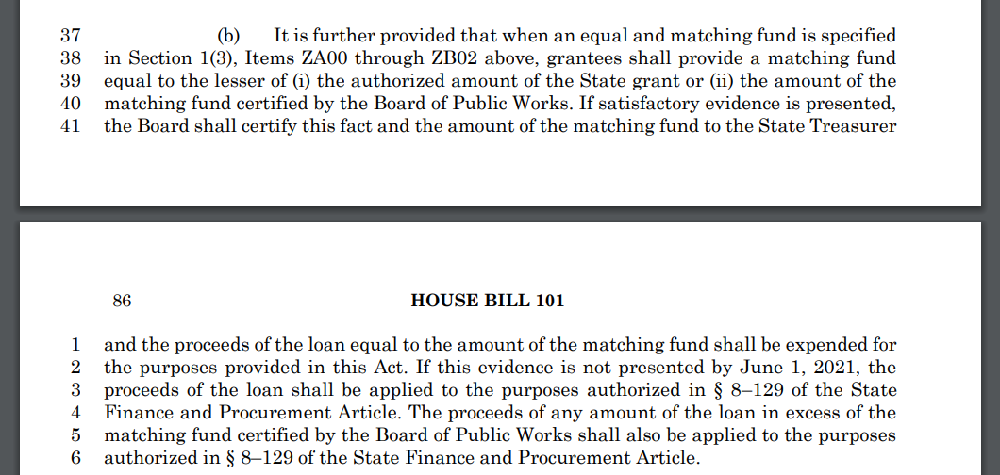 37 (b) It is further provided that when an equal and matching fund is specified
38 in Section 1(3), Items ZA00 through ZB02 above, grantees shall provide a matching fund
39 equal to the lesser of (i) the authorized amount of the State grant or (ii) the amount of the
40 matching fund certified by the Board of Public Works. If satisfactory evidence is presented,
41 the Board shall certify this fact and the amount of the matching fund to the State Treasurer
86 HOUSE BILL 101
1 and the proceeds of the loan equal to the amount of the matching fund shall be expended for
2 the purposes provided in this Act. If this evidence is not presented by June 1, 2021, the
3 proceeds of the loan shall be applied to the purposes authorized in § 8–129 of the State
4 Finance and Procurement Article. The proceeds of any amount of the loan in excess of the
5 matching fund certified by the Board of Public Works shall also be applied to the purposes
6 authorized in § 8–129 of the State Finance and Procurement Article.